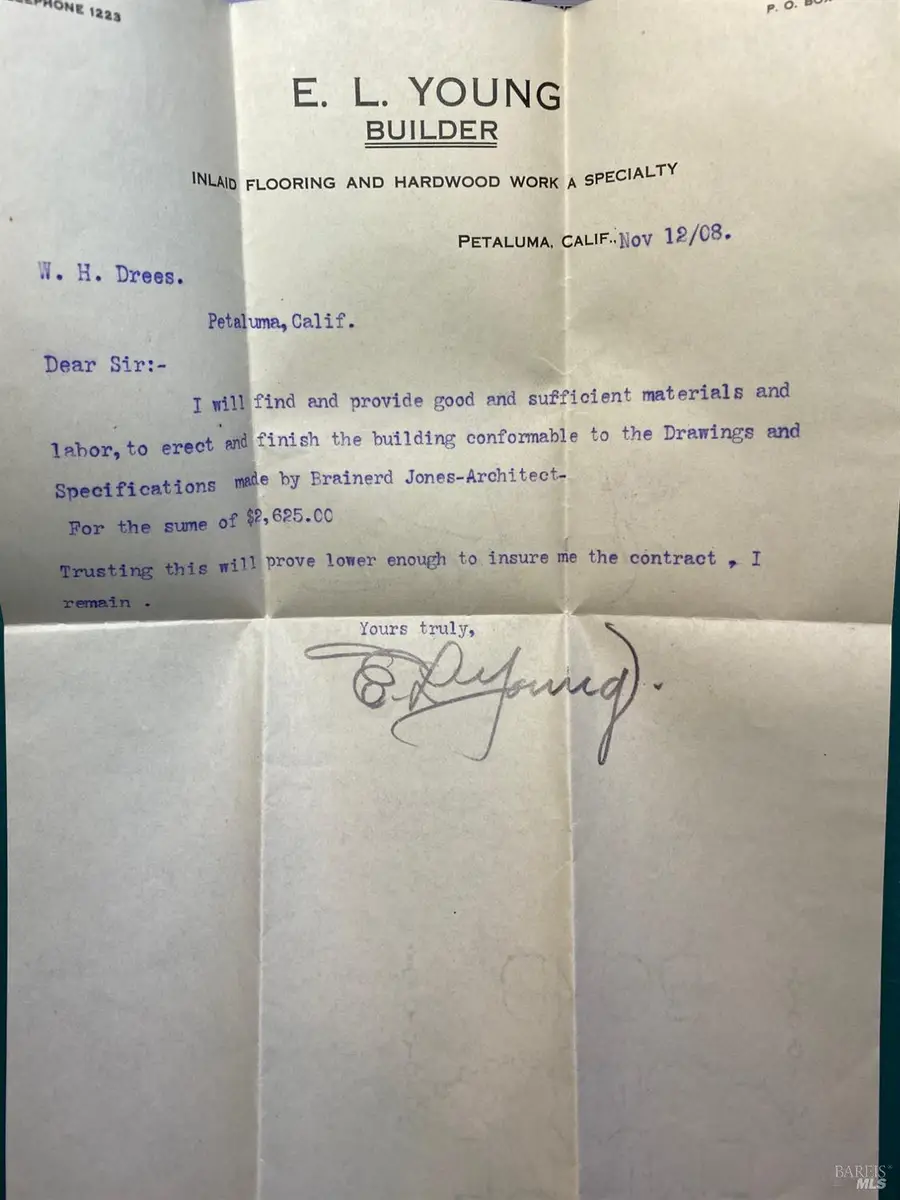 TELEPHONE 1223
P. O. BOX
E. L. YOUNG
BUILDER
INLAID FLOORING AND HARDWOOD WORK A SPECIALTY
PETALUMA, CALIF., Nov 12/08.
W. H. Drees.
Petaluma, Calif.
Dear Sir:-
I will find and provide good and sufficient materials and
labor, to erect and finish the building conformable to the Drawings and
Specifications made by Brainerd Jones-Architect-
For the sume of $2,625.00
Trusting this will prove lower enough to insure me the contract , I
remain .
Yours truly,
E. L. Young.
BAREIS
MLS